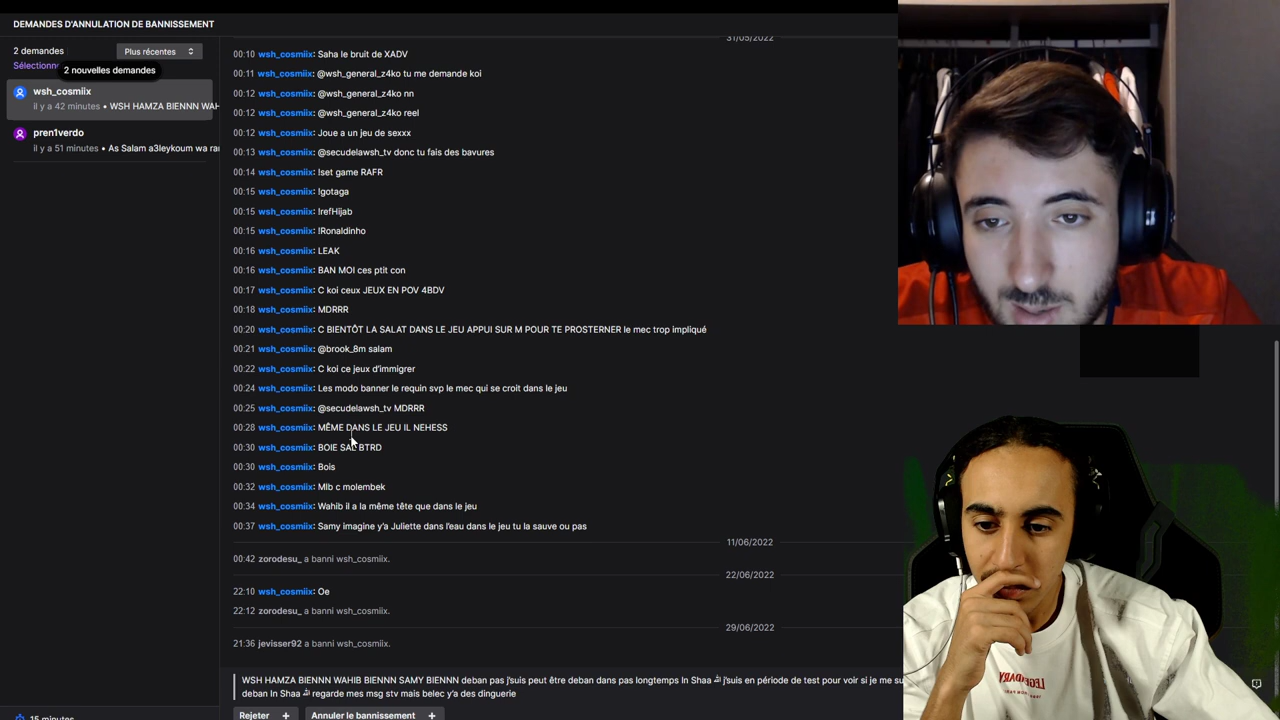 DEMANDES D'ANNULATION DE BANNISSEMENT
2 demandes
Plus récentes
Sélectionn
2 nouvelles demandes
wsh_cosmiix
il y a 42 minutes • WSH HAMZA BIENNN WAH
pren1verdo
il y a 51 minutes • As Salam a3leykoum wa ra
31/05/2022
00:10 wsh_cosmiix: Saha le bruit de XADV
00:11 wsh_cosmiix: @wsh_general_z4ko tu me demande koi
00:12 wsh_cosmiix: @wsh_general_z4ko nn
00:12 wsh_cosmiix: @wsh_general_z4ko reel
00:12 wsh_cosmiix: Joue a un jeu de sexxx
00:13 wsh_cosmiix: @secudelawsh_tv donc tu fais des bavures
00:14 wsh_cosmiix: !set game RAFR
00:15 wsh_cosmiix: !gotaga
00:15 wsh_cosmiix: !refHijab
00:15 wsh_cosmiix: !Ronaldinho
00:16 wsh_cosmiix: LEAK
00:16 wsh_cosmiix: BAN MOI ces ptit con
00:17 wsh_cosmiix: C koi ceux JEUX EN POV 4BDV
00:18 wsh_cosmiix: MDRRR
00:20 wsh_cosmiix: C BIENTÔT LA SALAT DANS LE JEU APPUI SUR M POUR TE PROSTERNER le mec trop impliqué
00:21 wsh_cosmiix: @brook_8m salam
00:22 wsh_cosmiix: C koi ce jeux d'immigrer
00:24 wsh_cosmiix: Les modo banner le requin svp le mec qui se croit dans le jeu
00:25 wsh_cosmiix: @secudelawsh_tv MDRRR
00:28 wsh_cosmiix: MÊME DANS LE JEU IL NEHESS
00:30 wsh_cosmiix: BOIE SAL BTRD
00:30 wsh_cosmiix: Bois
00:32 wsh_cosmiix: Mlb c molembek
00:34 wsh_cosmiix: Wahib il a la même tête que dans le jeu
00:37 wsh_cosmiix: Samy imagine y'a Juliette dans l'eau dans le jeu tu la sauve ou pas
11/06/2022
00:42 zorodesu_ a banni wsh_cosmiix.
22/06/2022
22:10 wsh_cosmiix: Oe
22:12 zorodesu_ a banni wsh_cosmiix.
29/06/2022
21:36 jevisser92 a banni wsh_cosmiix.
WSH HAMZA BIENNN WAHIB BIENNN SAMY BIENNN deban pas j'suis peut être deban dans pas longtemps In Shaa ﷲ j'suis en période de test pour voir si je me su
deban In Shaa ﷲ regarde mes msg stv mais belec y'a des dinguerie
Rejeter +
Annuler le bannissement +
15 minutes
LEGENDARY